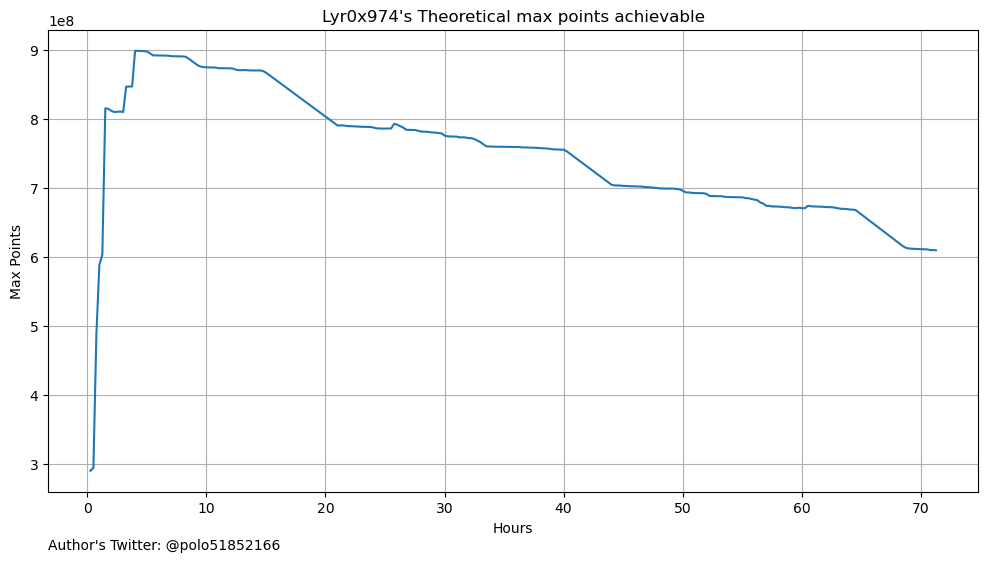 Lyr0x974's Theoretical max points achievable
1e8
9
8
7
6
5
4
3
Max Points
0 10 20 30 40 50 60 70
Hours
Author's Twitter: @polo51852166